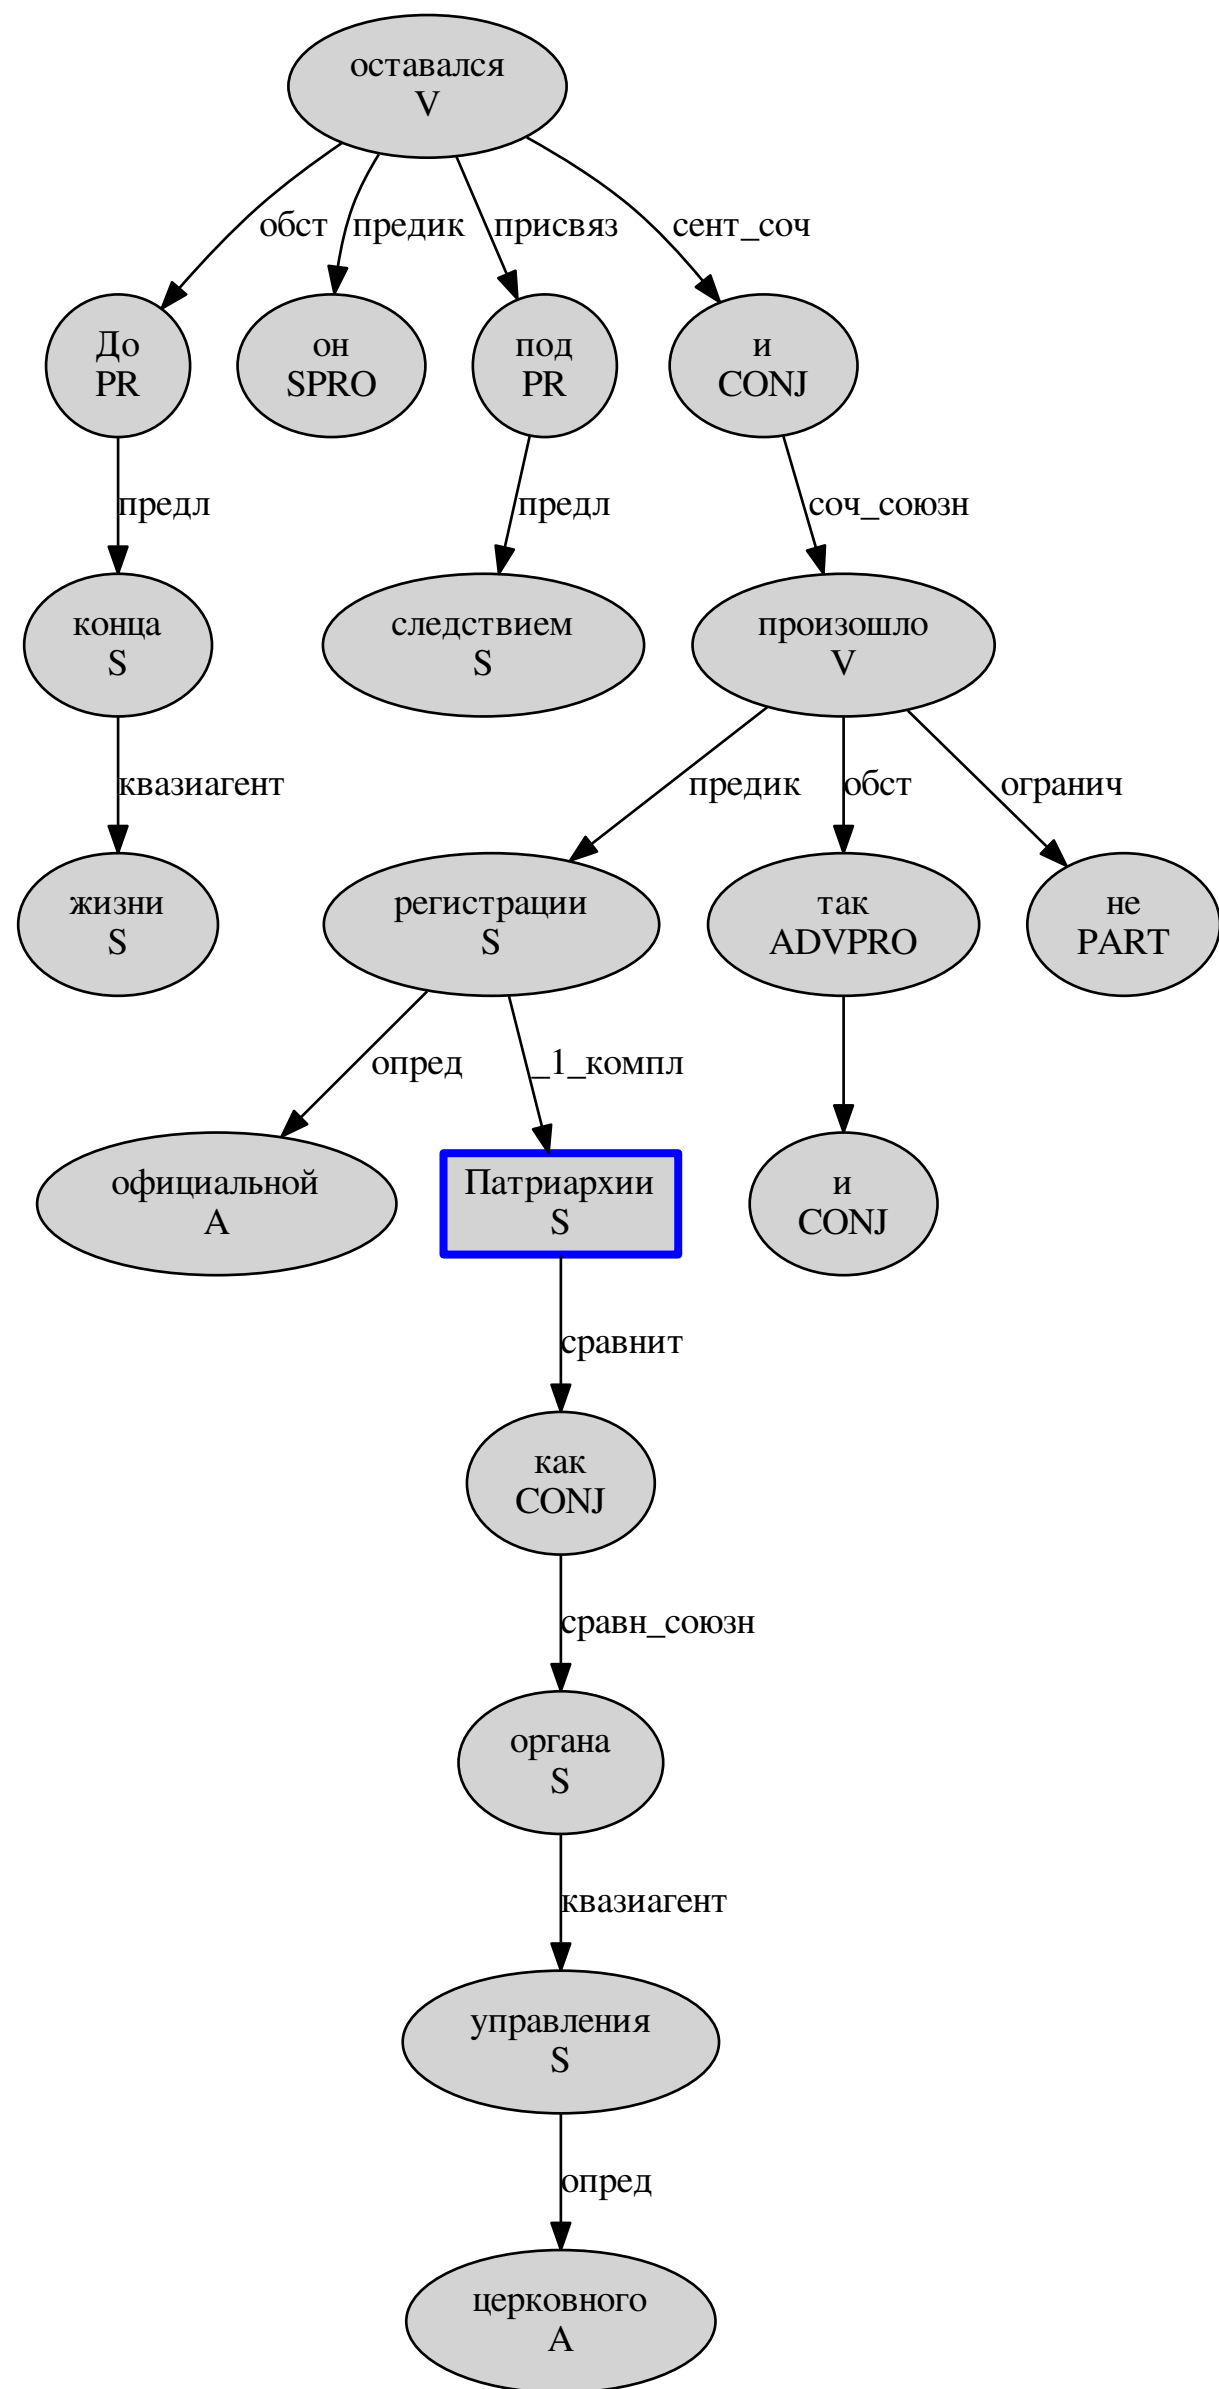 оставался
V
обст
предик
присвяз
сент_соч
До
PR
он
SPRO
под
PR
и
CONJ
предл
предл
соч_союзн
конца
S
следствием
S
произошло
V
квазиагент
предик
обст
огранич
жизни
S
регистрации
S
так
ADVPRO
не
PART
опред
_1_компл
официальной
A
Патриархии
S
и
CONJ
сравнит
как
CONJ
сравн_союзн
органа
S
квазиагент
управления
S
опред
церковного
A